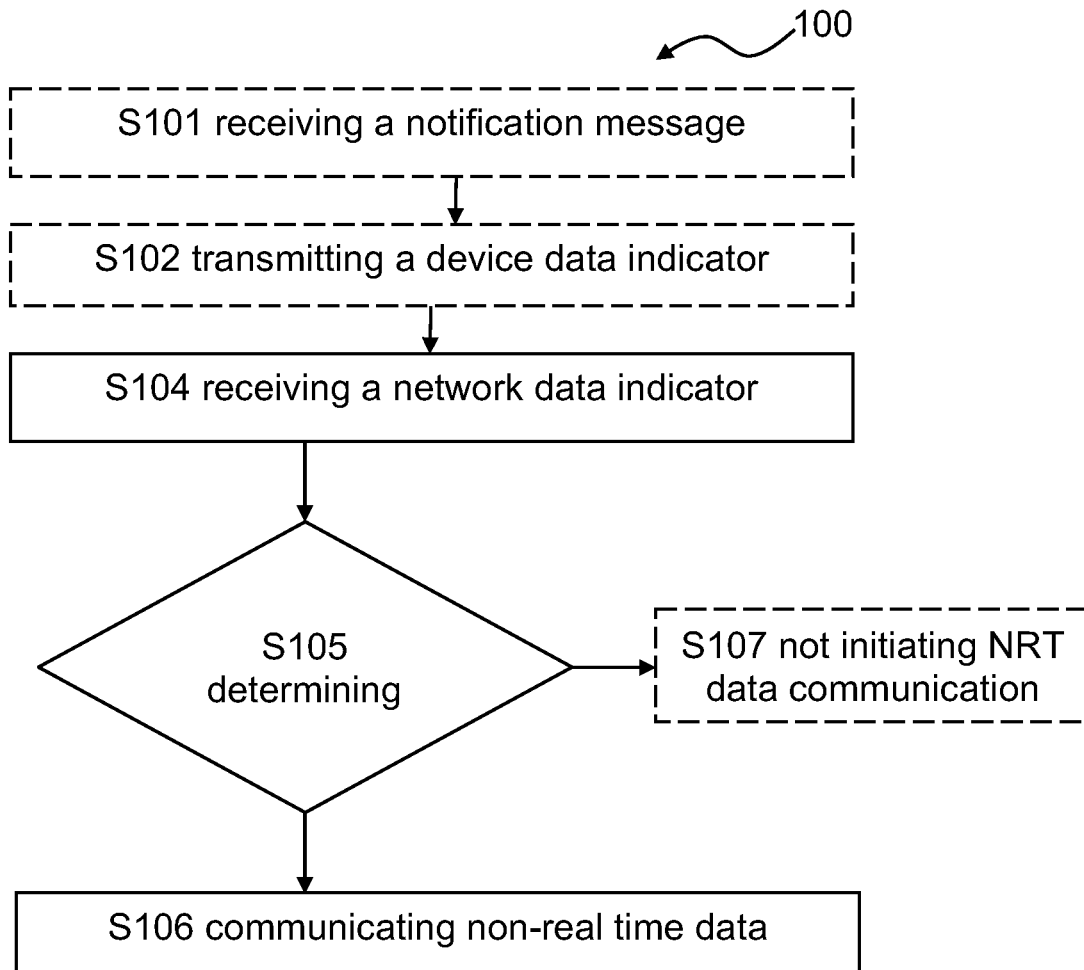 100
S101 receiving a notification message
S102 transmitting a device data indicator
S104 receiving a network data indicator
S105
determining
S107 not initiating NRT
data communication
S106 communicating non-real time data